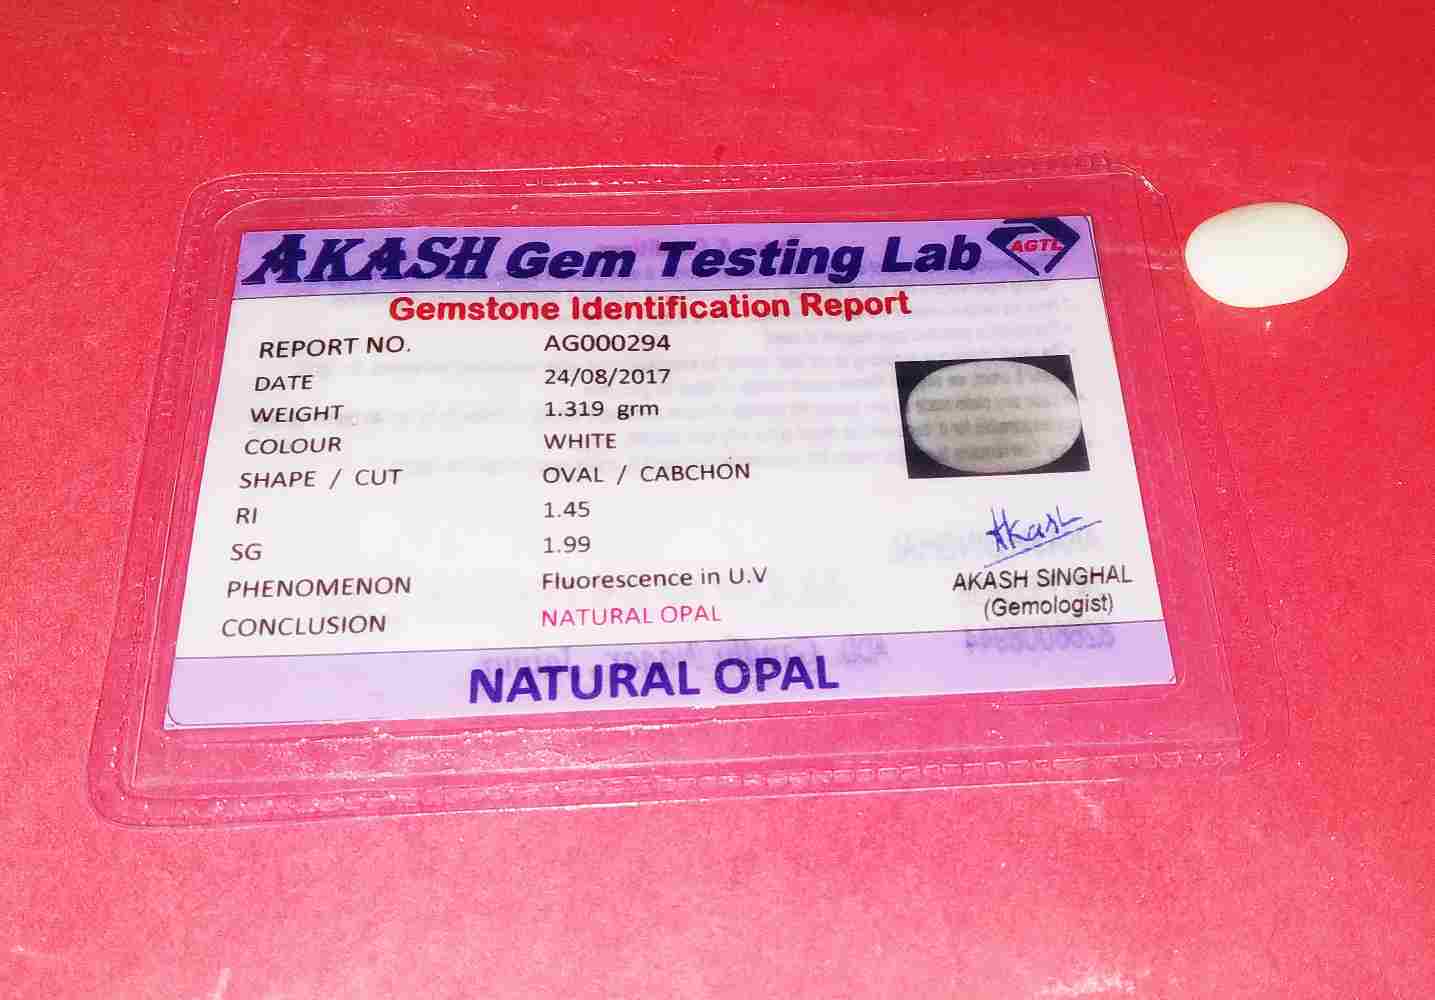 AKASH Gem Testing Lab AGTL
Gemstone Identification Report
REPORT NO. AG000294
DATE 24/08/2017
WEIGHT 1.319 grm
COLOUR WHITE
SHAPE / CUT OVAL / CABCHON
RI 1.45
SG 1.99
PHENOMENON Fluorescence in U.V
CONCLUSION NATURAL OPAL
Akash
AKASH SINGHAL
(Gemologist)
NATURAL OPAL